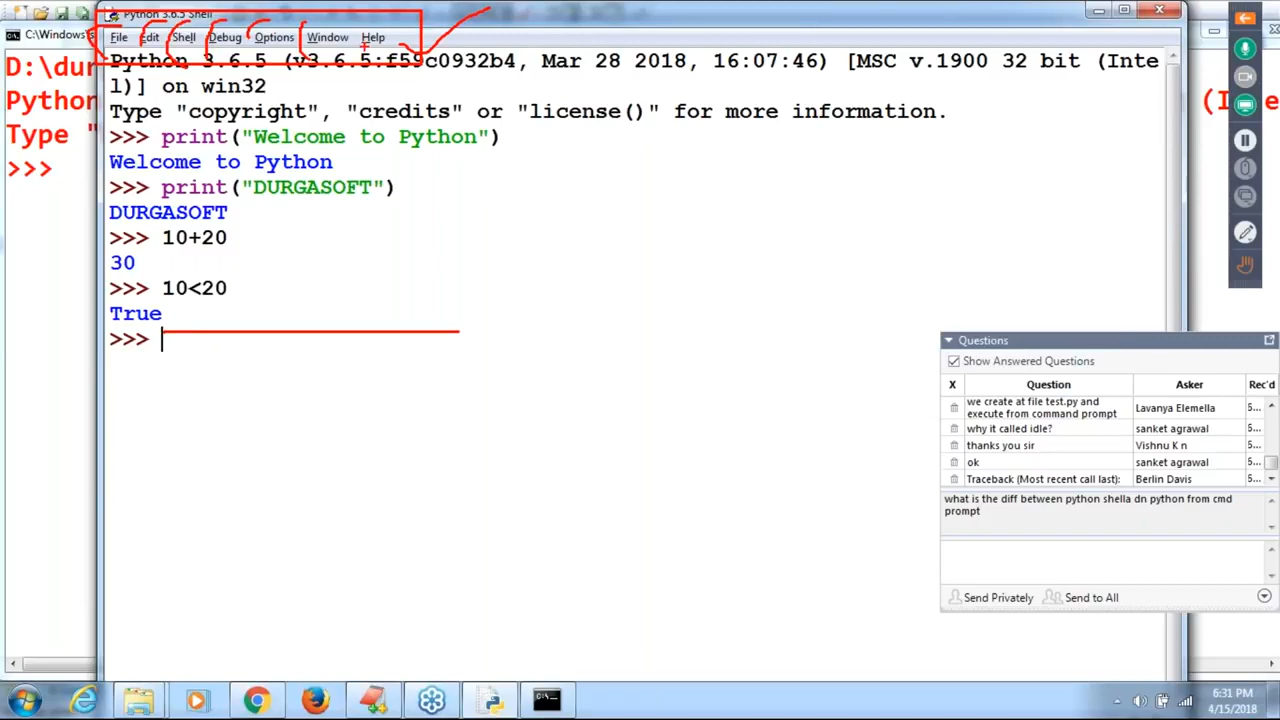 Python 3.6.5 Shell
C:\Windows\
File Edit Shell Debug Options Window Help
D:\dur
Python 3.6.5 (v3.6.5:f59c0932b4, Mar 28 2018, 16:07:46) [MSC v.1900 32 bit (Inte
l)] on win32
Python
(I e
Type "copyright", "credits" or "license()" for more information.
Type "
>>> print("Welcome to Python")
Welcome to Python
>>>
>>> print("DURGASOFT")
DURGASOFT
>>> 10+20
30
>>> 10<20
True
>>>
Questions
Show Answered Questions
X Question Asker Rec'd
we create at file test.py and
execute from command prompt Lavanya Elemella 5...
why it called idle? sanket agrawal 5...
thanks you sir Vishnu K n 5...
ok sanket agrawal 5...
Traceback (Most recent call last): Berlin Davis 5...
what is the diff between python shella dn python from cmd
prompt
Send Privately Send to All
C:\.
6:31 PM
4/15/2018